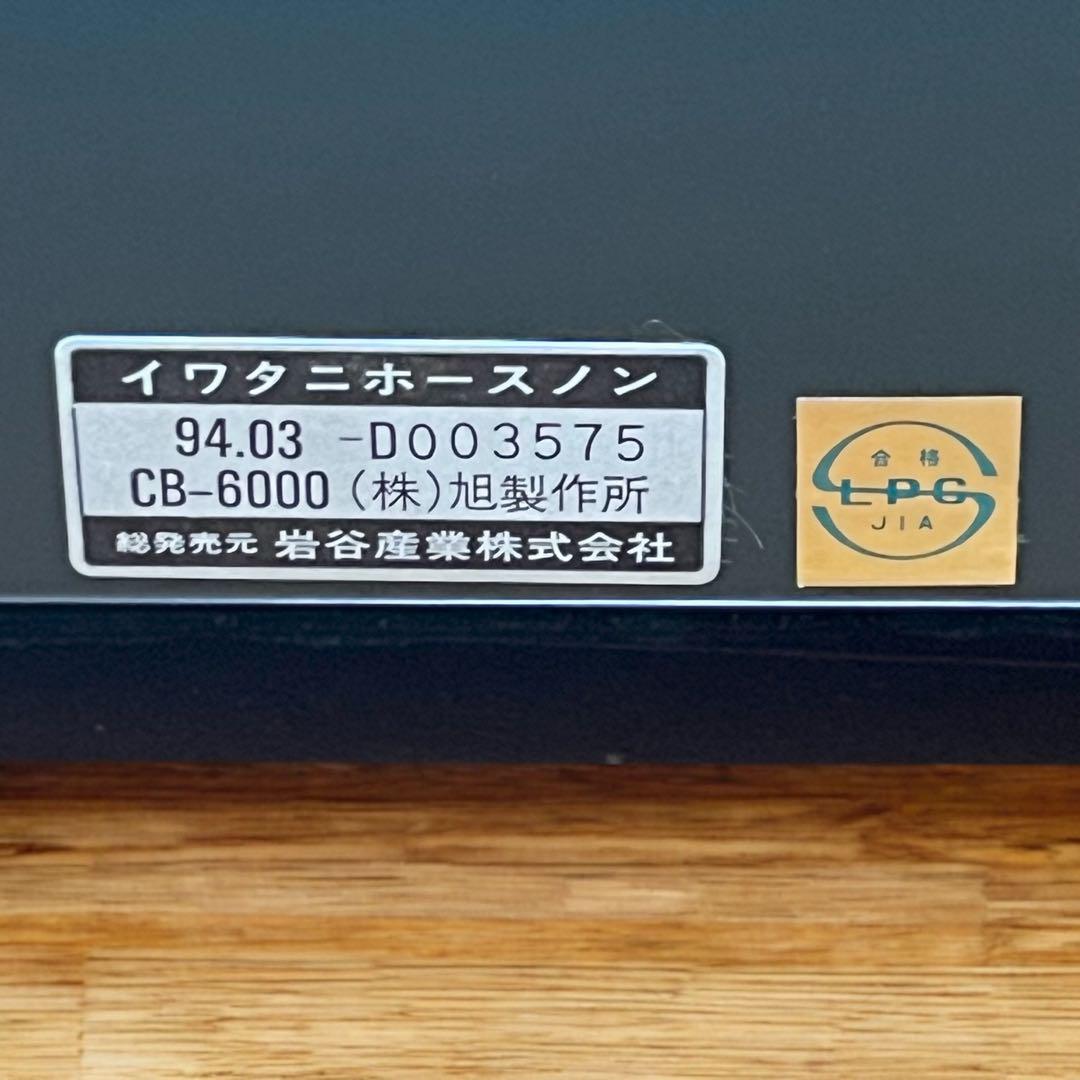 イワタニホースノン
94.03 -D003575
CB-6000 (株)旭製作所
総発売元 岩谷産業株式会社
合格
LPG
JIA